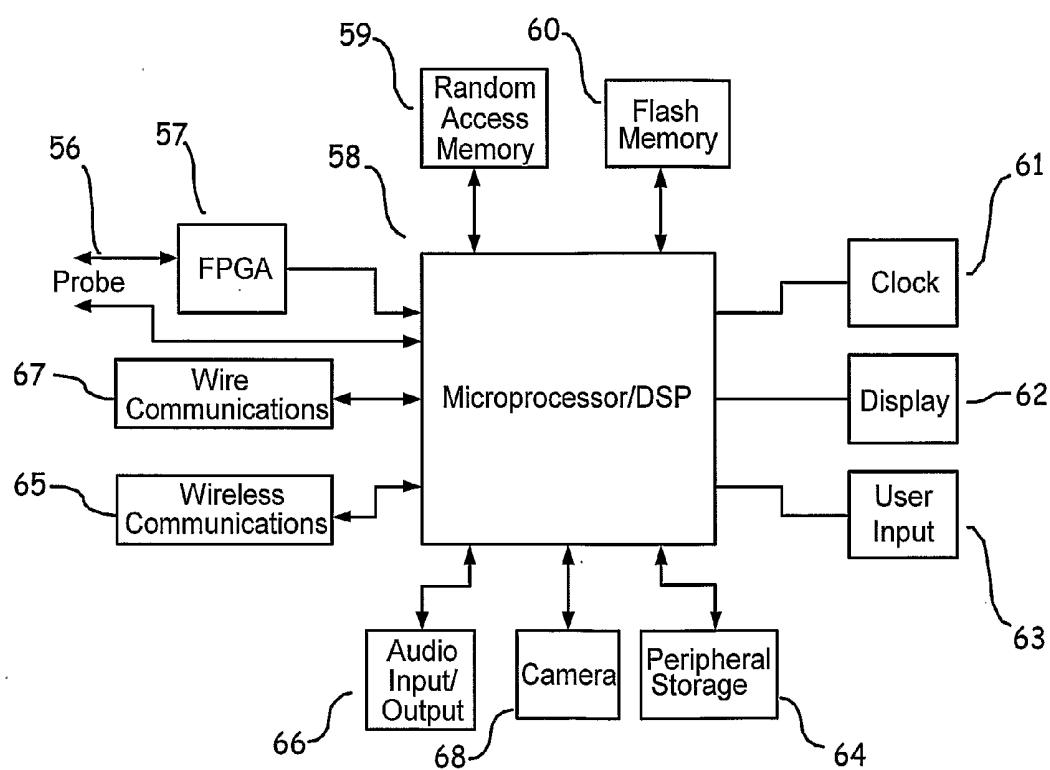 59
60
Random
Access
Memory
Flash
Memory
57
56
58
61
FPGA
Probe
Clock
67
Wire
Communications
Microprocessor/DSP
Display
62
65
Wireless
Communications
User
Input
63
Audio
Input/
Output
Camera
Peripheral
Storage
66
68
64